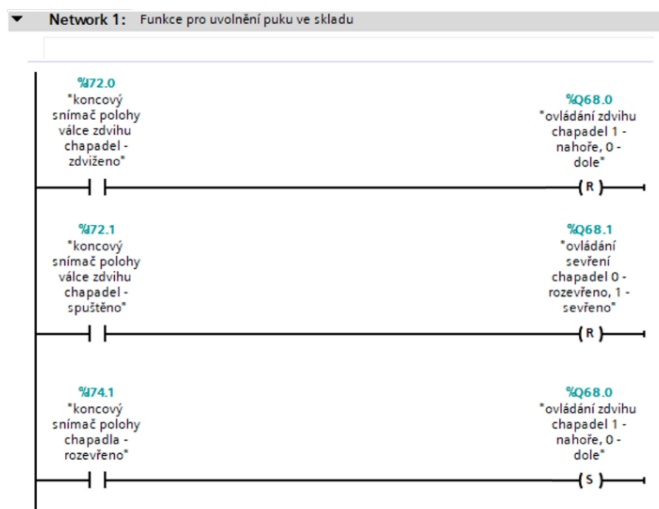 Network 1: Funkce pro uvolnění puku ve skladu
%I72.0
"koncový
snímač polohy
válce zdvihu
chapadel -
zdviženo"
%Q68.0
"ovládání zdvihu
chapadel 1 -
nahoře, 0 -
dole"
R
%I72.1
"koncový
snímač polohy
válce zdvihu
chapadel -
spuštěno"
%Q68.1
"ovládání
sevření
chapadel 0 -
rozevřeno, 1 -
sevřeno"
R
%I74.1
"koncový
snímač polohy
chapadla -
rozevřeno"
%Q68.0
"ovládání zdvihu
chapadel 1 -
nahoře, 0 -
dole"
S